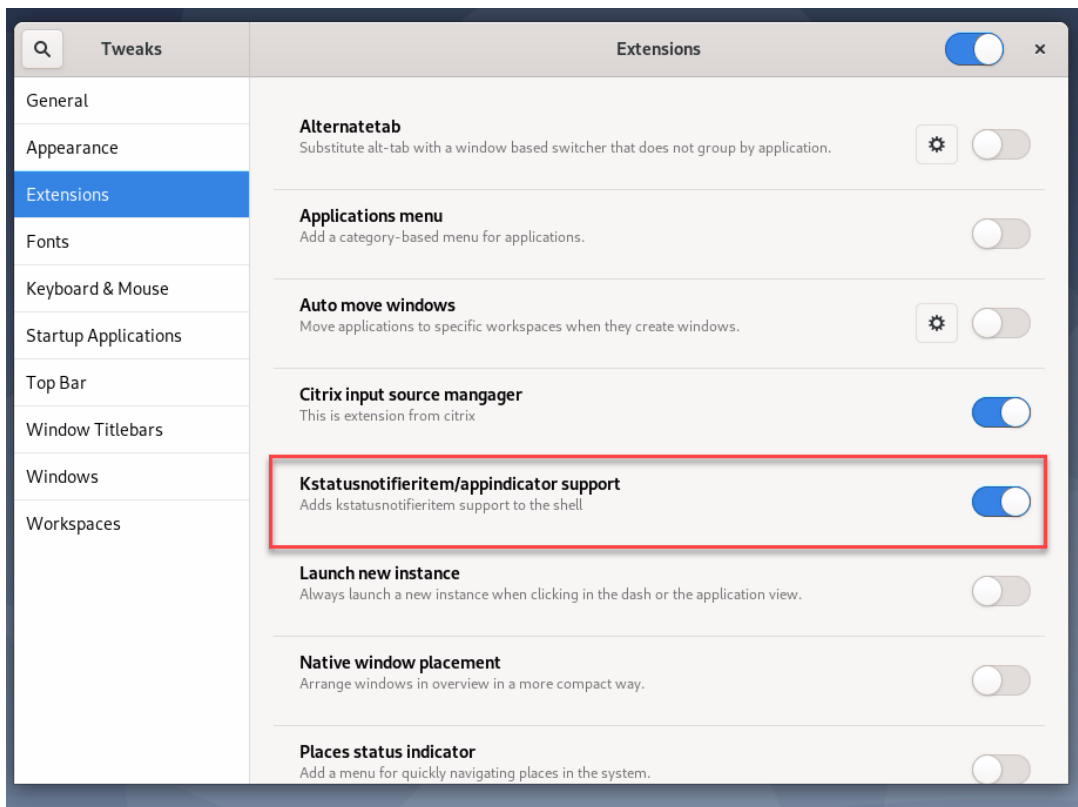 Tweaks
Extensions
General
Appearance
Extensions
Fonts
Keyboard & Mouse
Startup Applications
Top Bar
Window Titlebars
Windows
Workspaces
Alternatetab
Substitute alt-tab with a window based switcher that does not group by application.
Applications menu
Add a category-based menu for applications.
Auto move windows
Move applications to specific workspaces when they create windows.
Citrix input source mangager
This is extension from citrix
Kstatusnotifieritem/appindicator support
Adds kstatusnotifieritem support to the shell
Launch new instance
Always launch a new instance when clicking in the dash or the application view.
Native window placement
Arrange windows in overview in a more compact way.
Places status indicator
Add a menu for quickly navigating places in the system.